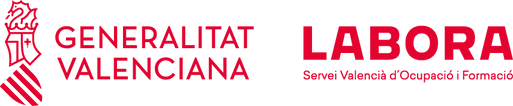 GENERALITAT
VALENCIANA
LABORA
Servei Valencià d'Ocupació i Formació